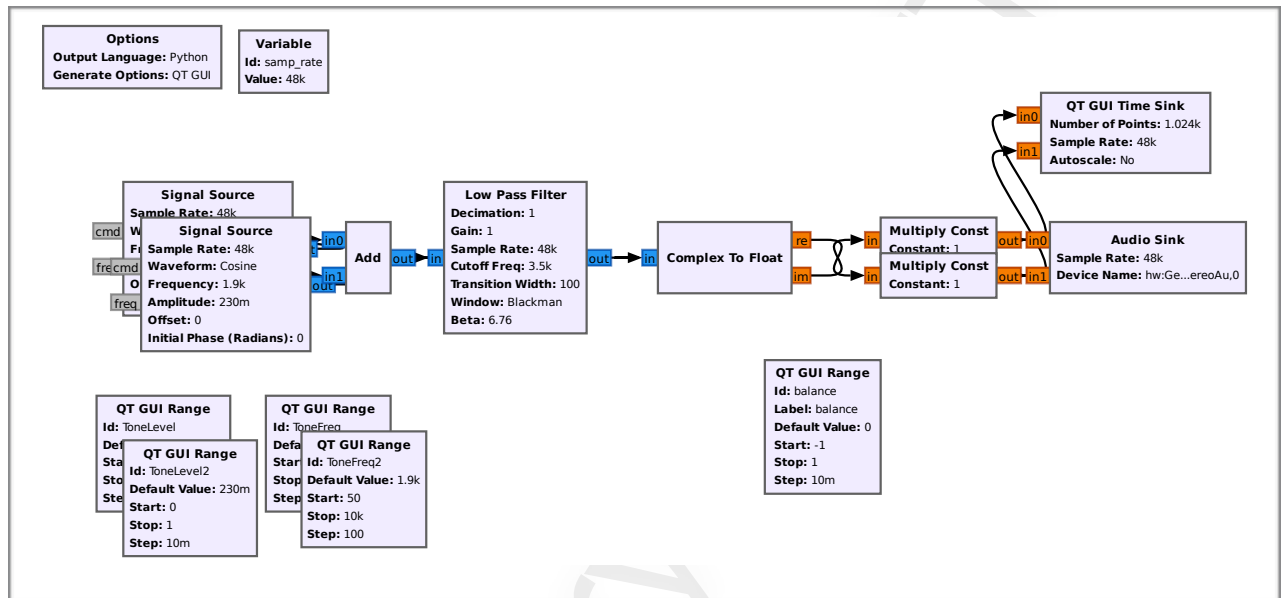 Options
Output Language: Python
Generate Options: QT GUI
Variable
Id: samp_rate
Value: 48k
QT GUI Time Sink
Number of Points: 1.024k
Sample Rate: 48k
Autoscale: No
in0
in1
Signal Source
Sample Rate: 48k
cmd
freq
Signal Source
Sample Rate: 48k
Waveform: Cosine
Frequency: 1.9k
Amplitude: 230m
Offset: 0
Initial Phase (Radians): 0
cmd
freq
out
in0
in1
Add
out
in
Low Pass Filter
Decimation: 1
Gain: 1
Sample Rate: 48k
Cutoff Freq: 3.5k
Transition Width: 100
Window: Blackman
Beta: 6.76
out
in
Complex To Float
re
im
in
Multiply Const
Constant: 1
out
in
Multiply Const
Constant: 1
out
in0
in1
Audio Sink
Sample Rate: 48k
Device Name: hw:Ge...ereoAu,0
QT GUI Range
Id: balance
Label: balance
Default Value: 0
Start: -1
Stop: 1
Step: 10m
QT GUI Range
Id: ToneLevel
QT GUI Range
Id: ToneLevel2
Default Value: 230m
Start: 0
Stop: 1
Step: 10m
QT GUI Range
Id: ToneFreq
QT GUI Range
Id: ToneFreq2
Default Value: 1.9k
Start: 50
Stop: 10k
Step: 100